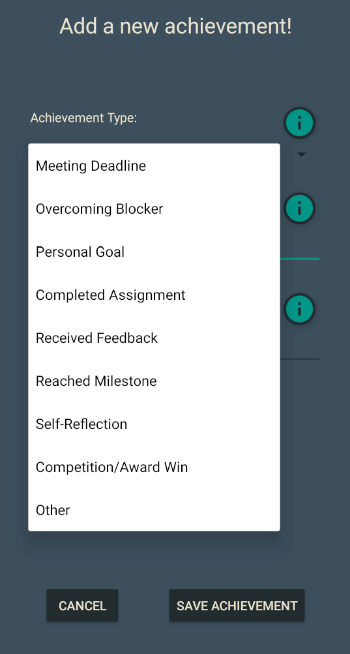 Add a new achievement!
Achievement Type:
i
Meeting Deadline
Overcoming Blocker
i
Personal Goal
Completed Assignment
i
Received Feedback
Reached Milestone
Self-Reflection
Competition/Award Win
Other
CANCEL
SAVE ACHIEVEMENT